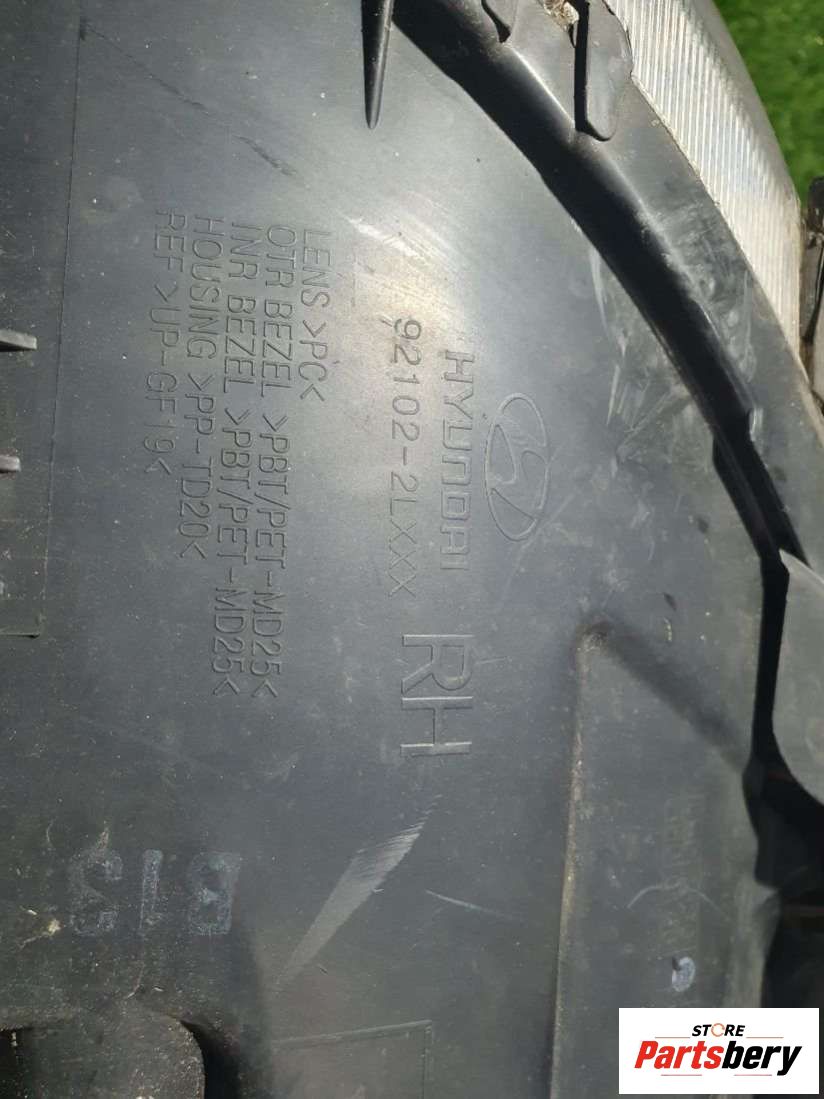 HYUNDAI
92102-2LXXX RH
LENS >PC<
OTR BEZEL >PBT/PET-MD25<
INR BEZEL >PBT/PET-MD25<
HOUSING >PP-TD20<
REF >UP-GF19<
STORE
Partsbery